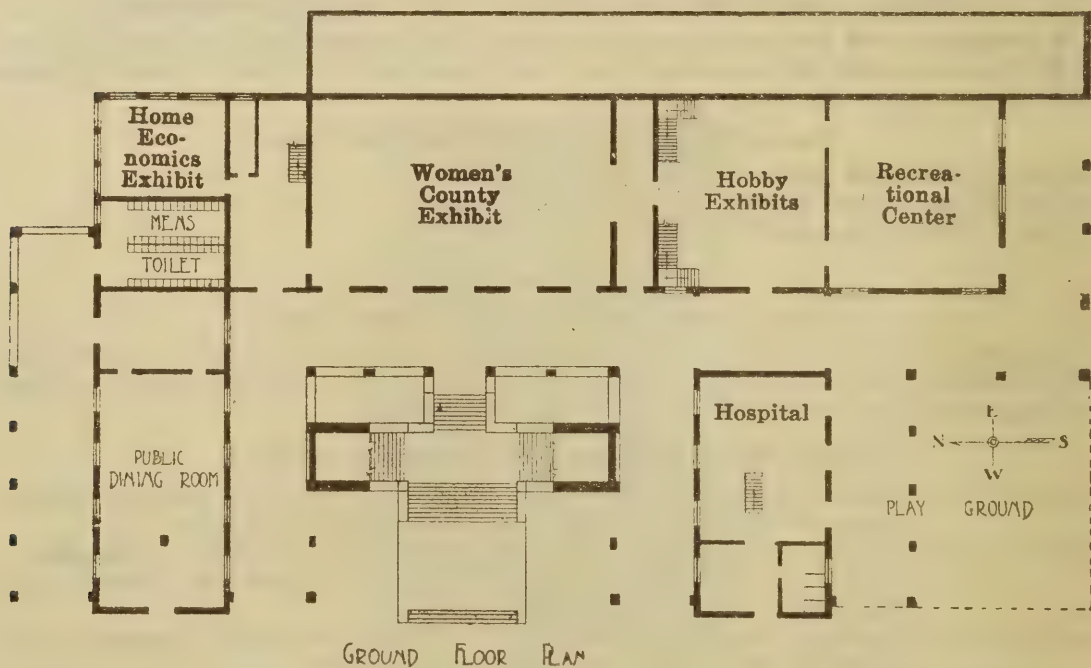 Home
Eco-
nomics
Exhibit
MENS
TOILET
Women's
County
Exhibit
Hobby
Exhibits
Recrea-
tional
Center
PUBLIC
DINING ROOM
Hospital
E
N S
W
PLAY GROUND
GROUND FLOOR PLAN